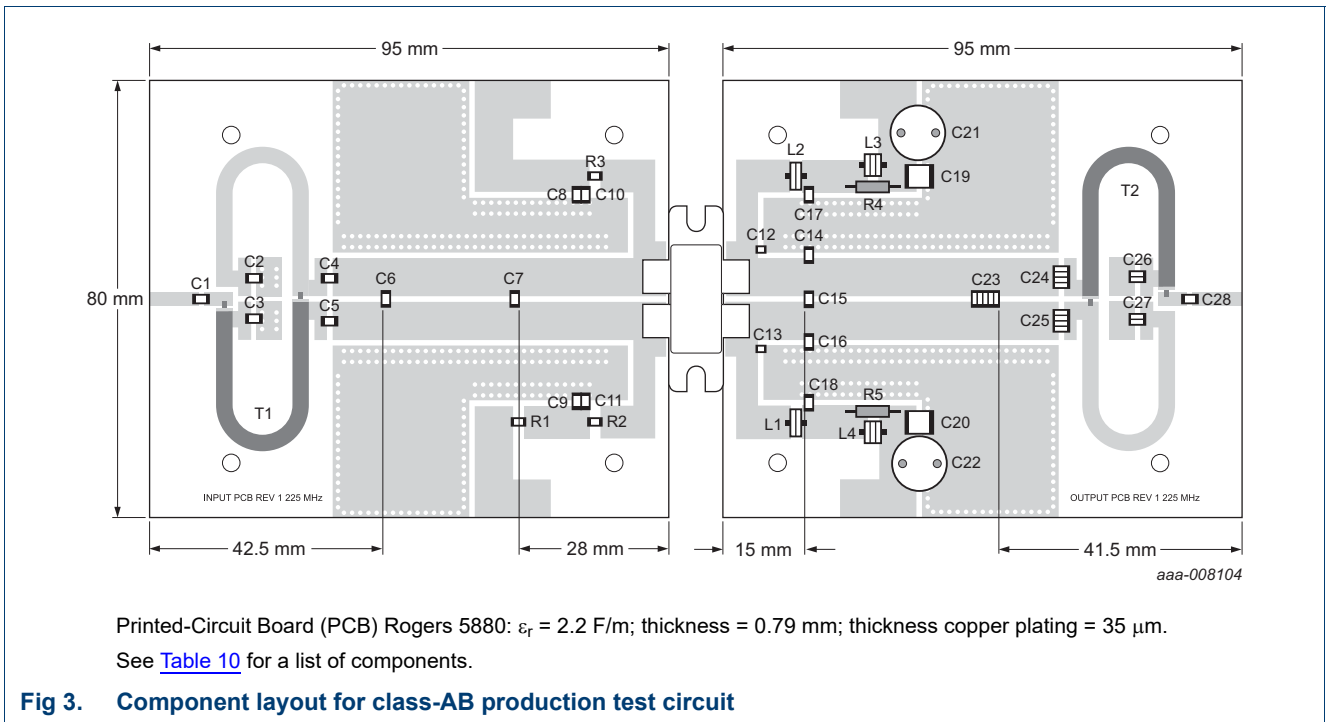 95 mm
95 mm
80 mm
C1
C2
C3
C4
C5
C6
C7
R3
C8
C10
C9
C11
R1
R2
T1
INPUT PCB REV 1 225 MHz
L2
L3
C21
C19
R4
C17
C12
C14
C15
C13
C16
C18
L1
R5
L4
C20
C22
C23
C24
C25
C26
C27
C28
T2
OUTPUT PCB REV 1 225 MHz
42.5 mm
28 mm
15 mm
41.5 mm
aaa-008104
Printed-Circuit Board (PCB) Rogers 5880: εr = 2.2 F/m; thickness = 0.79 mm; thickness copper plating = 35 μm.
See Table 10 for a list of components.
Fig 3. Component layout for class-AB production test circuit